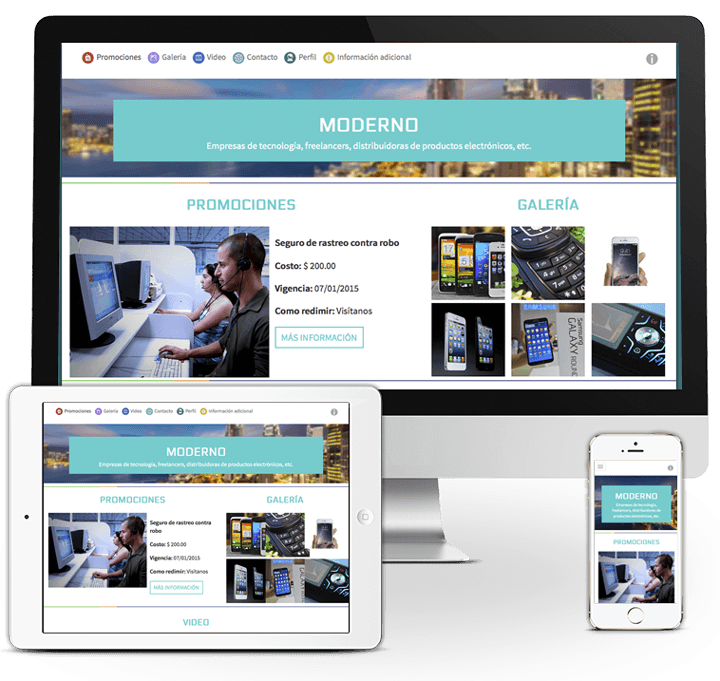 Promociones Galería Video Contacto Perfil Información adicional
MODERNO
Empresas de tecnología, freelancers, distribuidoras de productos electrónicos, etc.
PROMOCIONES
Seguro de rastreo contra robo
Costo: $ 200.00
Vigencia: 07/01/2015
Como redimir: Visítanos
MÁS INFORMACIÓN
GALERÍA
SAMSUNG
Samsung
GALAXY ROUND
Promociones Galería Video Contacto Perfil Información adicional
MODERNO
Empresas de tecnología, freelancers, distribuidoras de productos electrónicos, etc.
PROMOCIONES
Seguro de rastreo contra
robo
Costo: $ 200.00
Vigencia: 07/01/2015
Como redimir: Visítanos
MÁS INFORMACIÓN
GALERÍA
VIDEO
MODERNO
Empresas de tecnología,
freelancers, distribuidoras de
productos electrónicos, etc.
PROMOCIONES